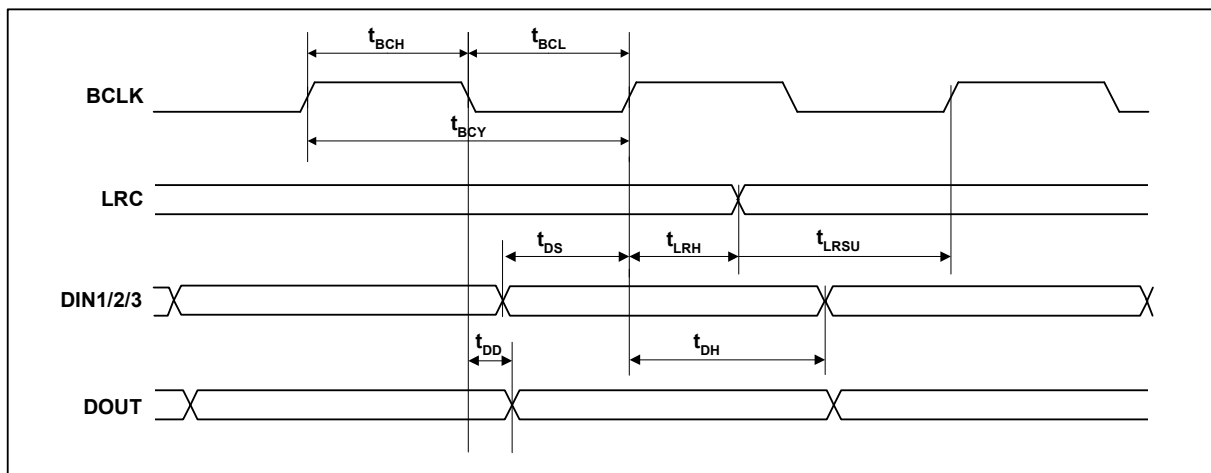 tBCH tBCL
BCLK
tBCY
LRC
tDS tLRH tLRSU
DIN1/2/3
tDD tDH
DOUT